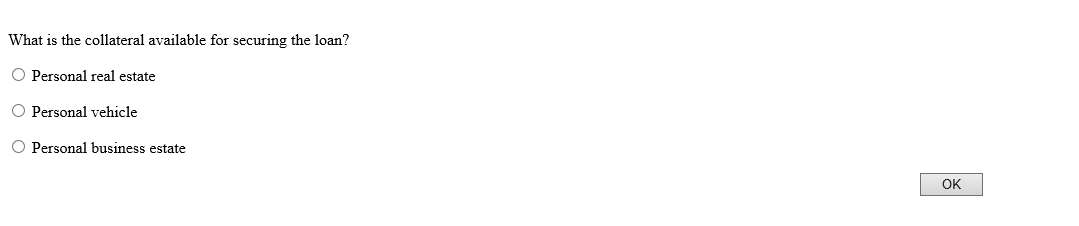 What is the collateral available for securing the loan?
Personal real estate
Personal vehicle
Personal business estate
OK